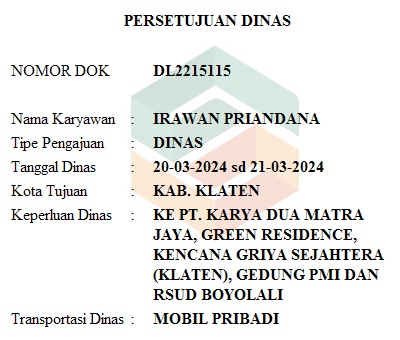 PERSETUJUAN DINAS
NOMOR DOK DL2215115
Nama Karyawan : IRAWAN PRIANDANA
Tipe Pengajuan : DINAS
Tanggal Dinas : 20-03-2024 sd 21-03-2024
Kota Tujuan : KAB. KLATEN
Keperluan Dinas : KE PT. KARYA DUA MATRA
JAYA, GREEN RESIDENCE,
KENCANA GRIYA SEJAHTERA
(KLATEN), GEDUNG PMI DAN
RSUD BOYOLALI
Transportasi Dinas : MOBIL PRIBADI